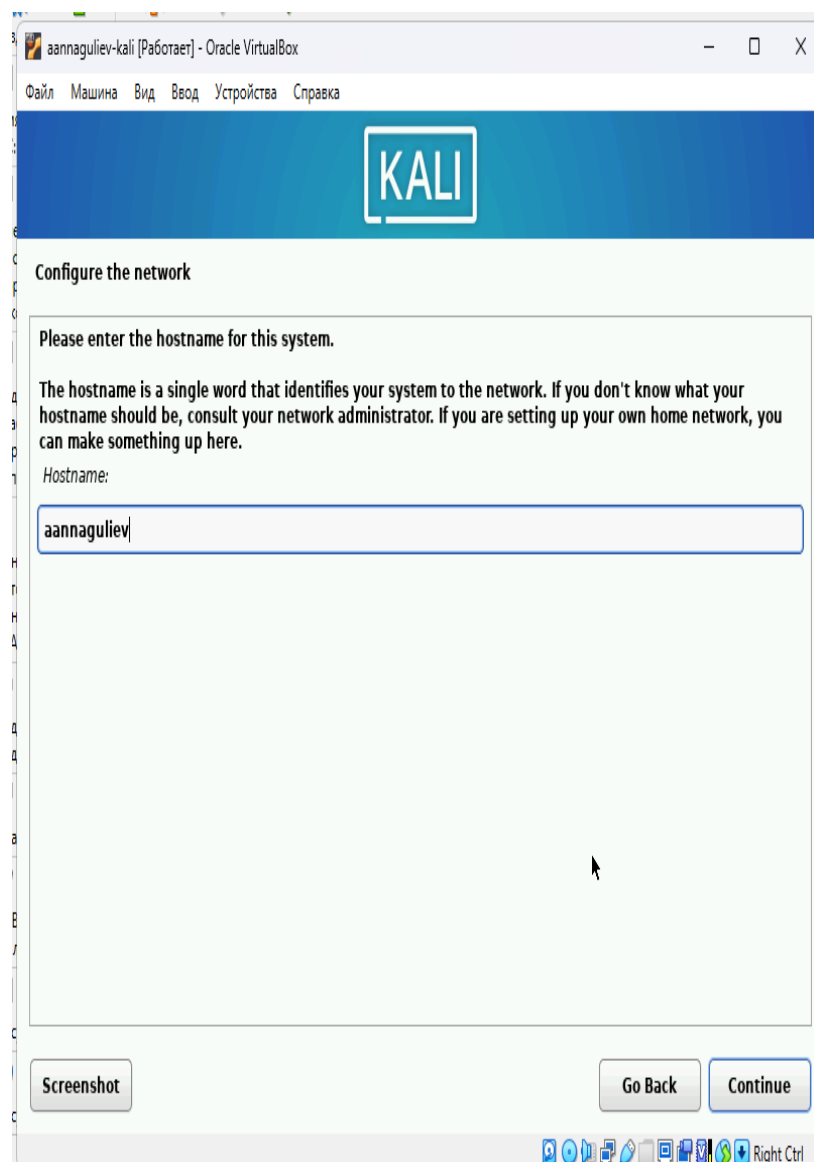 aannaguliev-kali [Работает] - Oracle VirtualBox
Файл Машина Вид Ввод Устройства Справка
KALI
Configure the network
Please enter the hostname for this system.
The hostname is a single word that identifies your system to the network. If you don't know what your
hostname should be, consult your network administrator. If you are setting up your own home network, you
can make something up here.
Hostname:
aannaguliev
Screenshot Go Back Continue
Right Ctrl